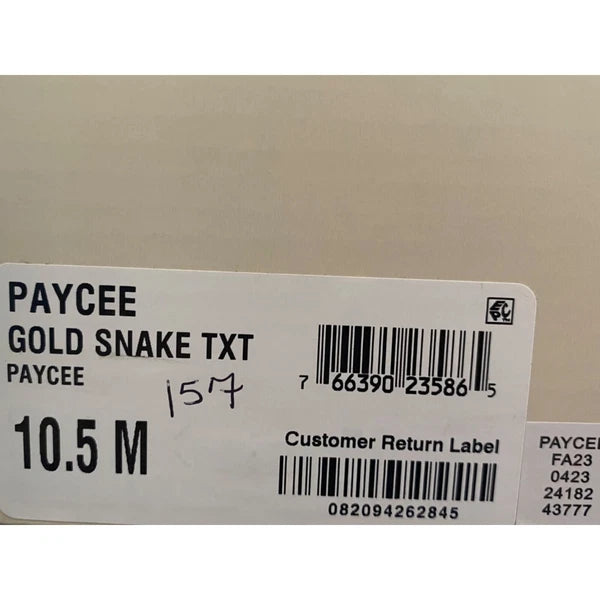 PAYCEE
GOLD SNAKE TXT
PAYCEE
157
10.5 M
7 66390 23586 5
Customer Return Label
082094262845
PAYCEE
FA23
0423
24182
43777